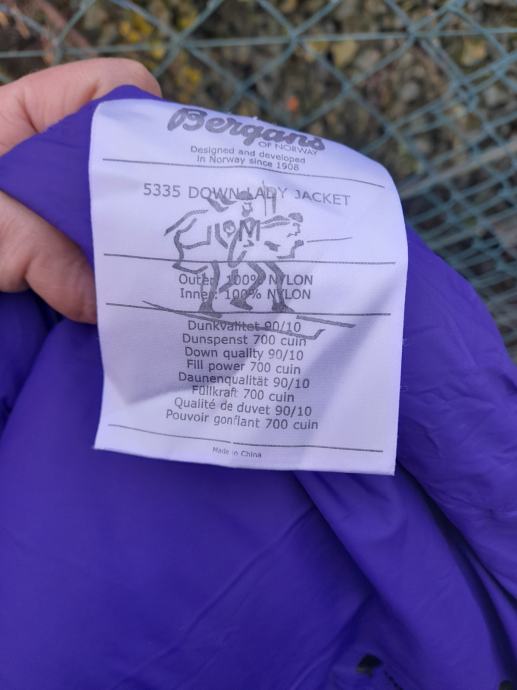 Bergans
OF NORWAY
Designed and developed
in Norway since 1908
5335 DOWN LADY JACKET
M
Outer: 100% NYLON
Inner: 100% NYLON
Dunkvalitet 90/10
Dunspenst 700 cuin
Down quality 90/10
Fill power 700 cuin
Daunenqualität 90/10
Füllkraft 700 cuin
Qualité de duvet 90/10
Pouvoir gonflant 700 cuin
Made in China